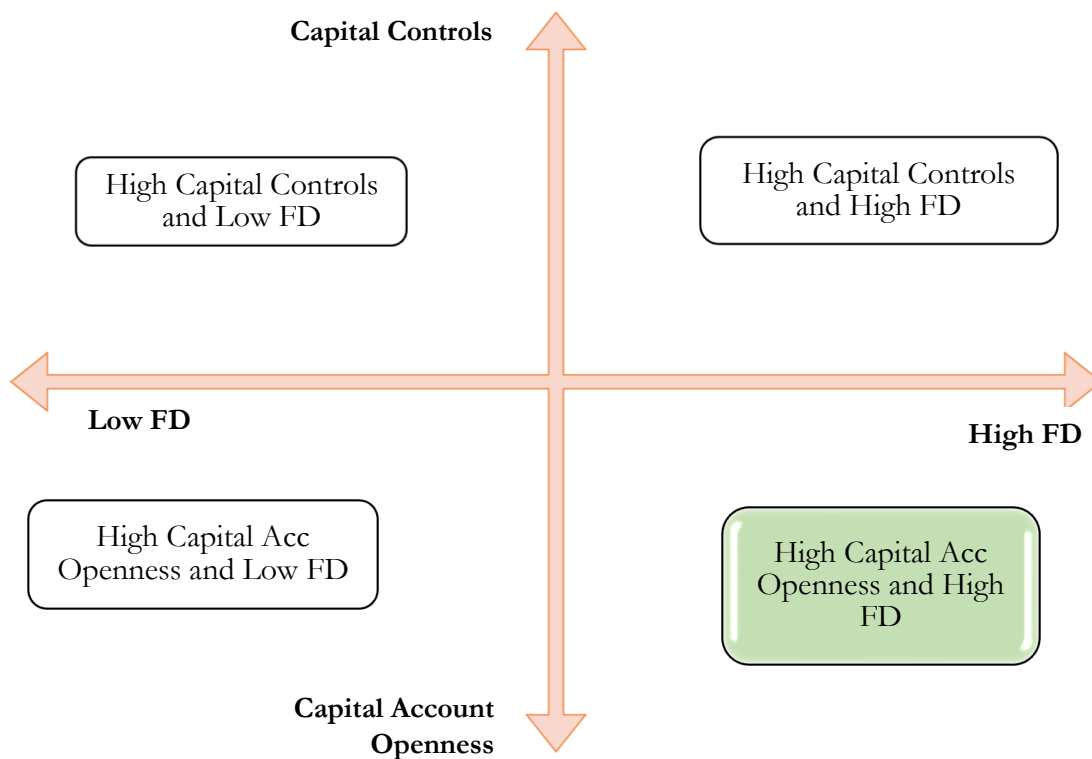 Capital Controls
High Capital Controls
and Low FD
High Capital Controls
and High FD
Low FD
High FD
High Capital Acc
Openness and Low FD
High Capital Acc
Openness and High
FD
Capital Account
Openness